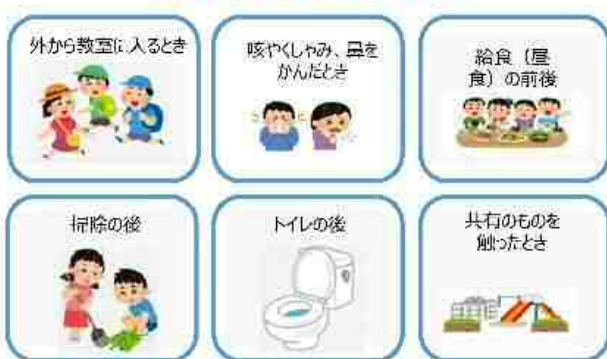 外から教室に入るとき
咳やくしゃみ、鼻を
かんだとき
給食（昼
食）の前後
掃除の後
トイレの後
共有のものを
触ったとき